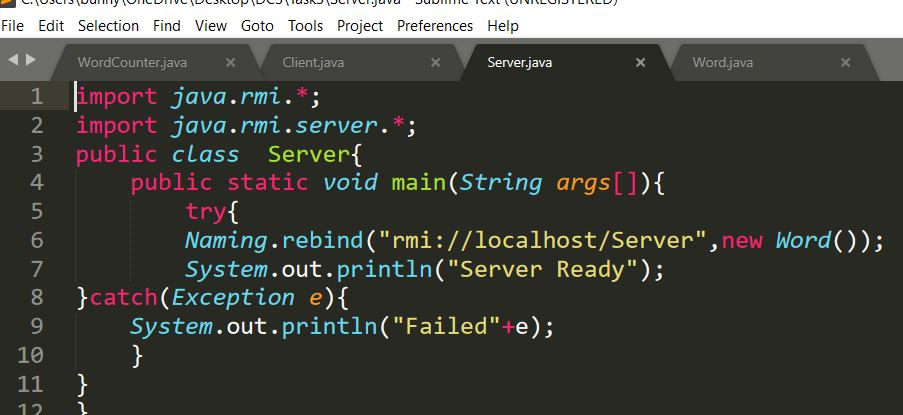 C:\Users\bunny\OneDrive\Desktop\DCS\Task3\Server.java - Sublime Text (UNREGISTERED)
File Edit Selection Find View Goto Tools Project Preferences Help
WordCounter.java × Client.java × Server.java × Word.java ×
1 import java.rmi.*;
2 import java.rmi.server.*;
3 public class  Server{
4     public static void main(String args[]){
5         try{
6         Naming.rebind("rmi://localhost/Server",new Word());
7         System.out.println("Server Ready");
8 }catch(Exception e){
9     System.out.println("Failed"+e);
10     }
11 }
12 }